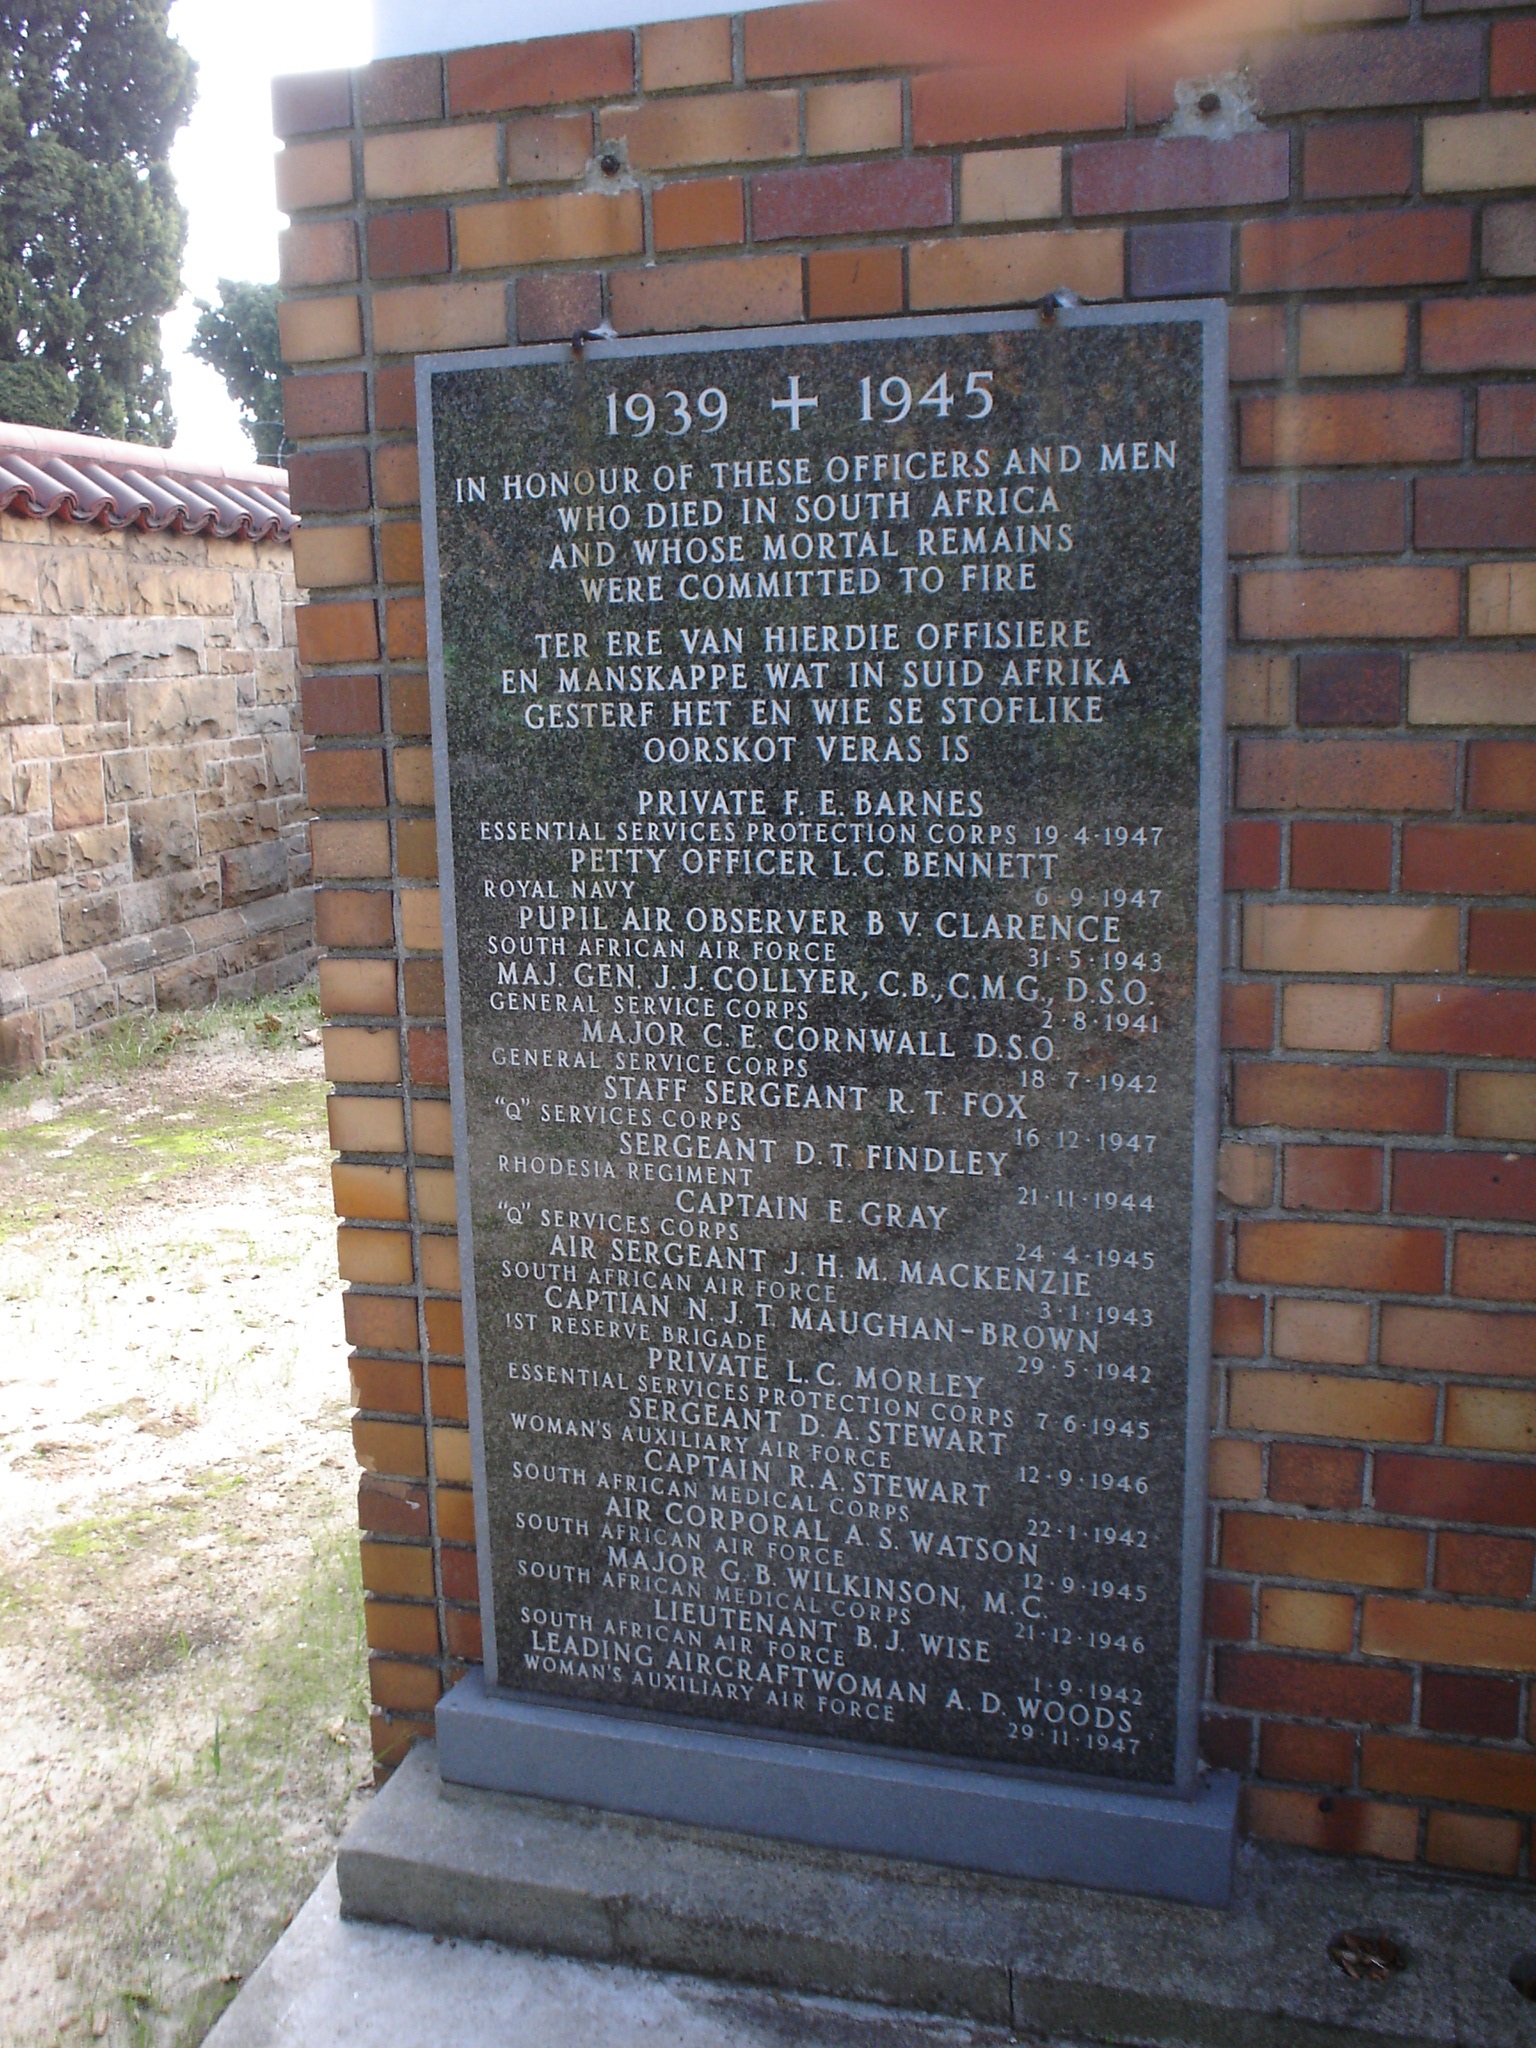 1939 + 1945
IN HONOUR OF THESE OFFICERS AND MEN
WHO DIED IN SOUTH AFRICA
AND WHOSE MORTAL REMAINS
WERE COMMITTED TO FIRE
TER ERE VAN HIERDIE OFFISIERE
EN MANSKAPPE WAT IN SUID AFRIKA
GESTERF HET EN WIE SE STOFLIKE
OORSKOT VERAS IS
PRIVATE F. E. BARNES
ESSENTIAL SERVICES PROTECTION CORPS 19·4·1947
PETTY OFFICER L. C. BENNETT
ROYAL NAVY 6·9·1947
PUPIL AIR OBSERVER B V. CLARENCE
SOUTH AFRICAN AIR FORCE 31·5·1943
MAJ. GEN. J. J. COLLYER, C.B., C.M.G., D.S.O.
GENERAL SERVICE CORPS 2·8·1941
MAJOR C. E. CORNWALL D.S.O
GENERAL SERVICE CORPS 18·7·1942
STAFF SERGEANT R. T. FOX
"Q" SERVICES CORPS 16·12·1947
SERGEANT D. T. FINDLEY
RHODESIA REGIMENT 21·11·1944
CAPTAIN E. GRAY
"Q" SERVICES CORPS 24·4·1945
AIR SERGEANT J. H. M. MACKENZIE
SOUTH AFRICAN AIR FORCE 3·1·1943
CAPTIAN N. J. T. MAUGHAN-BROWN
1ST RESERVE BRIGADE 29·5·1942
PRIVATE L. C. MORLEY
ESSENTIAL SERVICES PROTECTION CORPS 7·6·1945
SERGEANT D. A. STEWART
WOMAN'S AUXILIARY AIR FORCE 12·9·1946
CAPTAIN R. A. STEWART
SOUTH AFRICAN MEDICAL CORPS 22·1·1942
AIR CORPORAL A. S. WATSON
SOUTH AFRICAN AIR FORCE 12·9·1945
MAJOR G. B. WILKINSON, M. C.
SOUTH AFRICAN MEDICAL CORPS 21·12·1946
LIEUTENANT B. J. WISE
SOUTH AFRICAN AIR FORCE 1·9·1942
LEADING AIRCRAFTWOMAN A. D. WOODS
WOMAN'S AUXILIARY AIR FORCE 29·11·1947